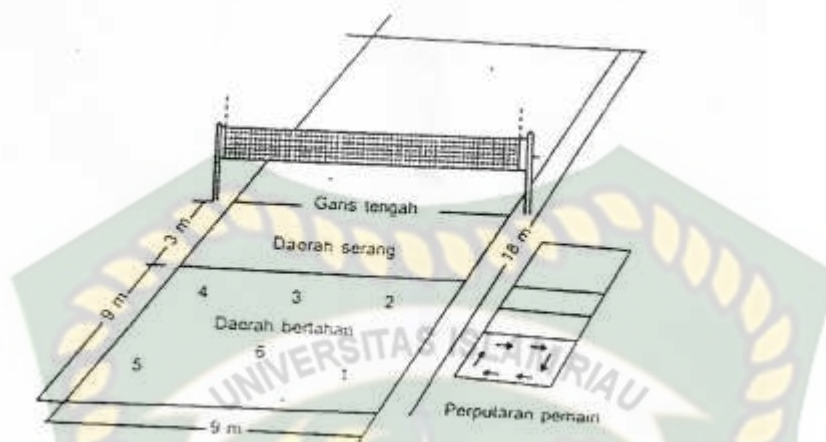 Garis tengah
3 m
Daerah serang
18 m
9 m
4 3 2
Daerah bertahan
5 6 1
UNIVERSITAS ISLAM RIAU
9 m
Perputaran pemain